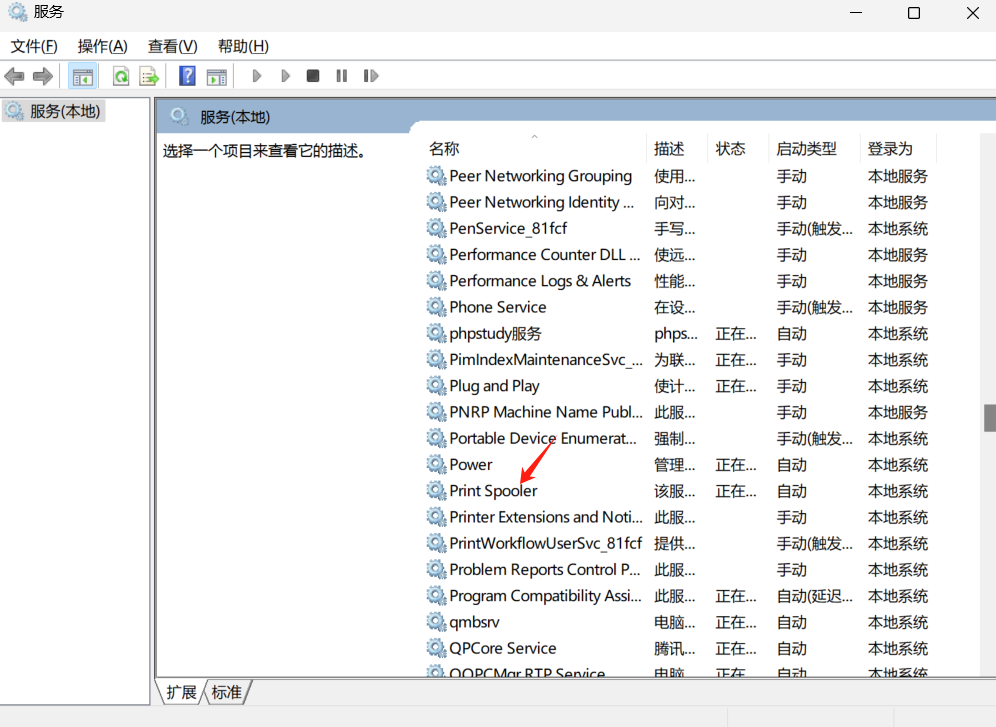 服务
文件(F) 操作(A) 查看(V) 帮助(H)
服务(本地)
服务(本地)
选择一个项目来查看它的描述。
名称 描述 状态 启动类型 登录为
Peer Networking Grouping 使用... 手动 本地服务
Peer Networking Identity ... 向对... 手动 本地服务
PenService_81fcf 手写... 手动(触发... 本地系统
Performance Counter DLL ... 使远... 手动 本地服务
Performance Logs & Alerts 性能... 手动 本地服务
Phone Service 在设... 手动(触发... 本地服务
phpstudy服务 phps... 正在... 自动 本地系统
PimIndexMaintenanceSvc_... 为联... 正在... 手动 本地系统
Plug and Play 使计... 正在... 手动 本地系统
PNRP Machine Name Publ... 此服... 手动 本地服务
Portable Device Enumerat... 强制... 手动(触发... 本地系统
Power 管理... 正在... 自动 本地系统
Print Spooler 该服... 正在... 自动 本地系统
Printer Extensions and Noti... 此服... 手动 本地系统
PrintWorkflowUserSvc_81fcf 提供... 手动(触发... 本地系统
Problem Reports Control P... 此服... 手动 本地系统
Program Compatibility Assi... 此服... 正在... 自动(延迟... 本地系统
qmbsrv 电脑... 正在... 自动 本地系统
QPCore Service 腾讯... 正在... 自动 本地系统
QQPCMgr RTP Service 电脑... 正在... 自动 本地系统
扩展 标准